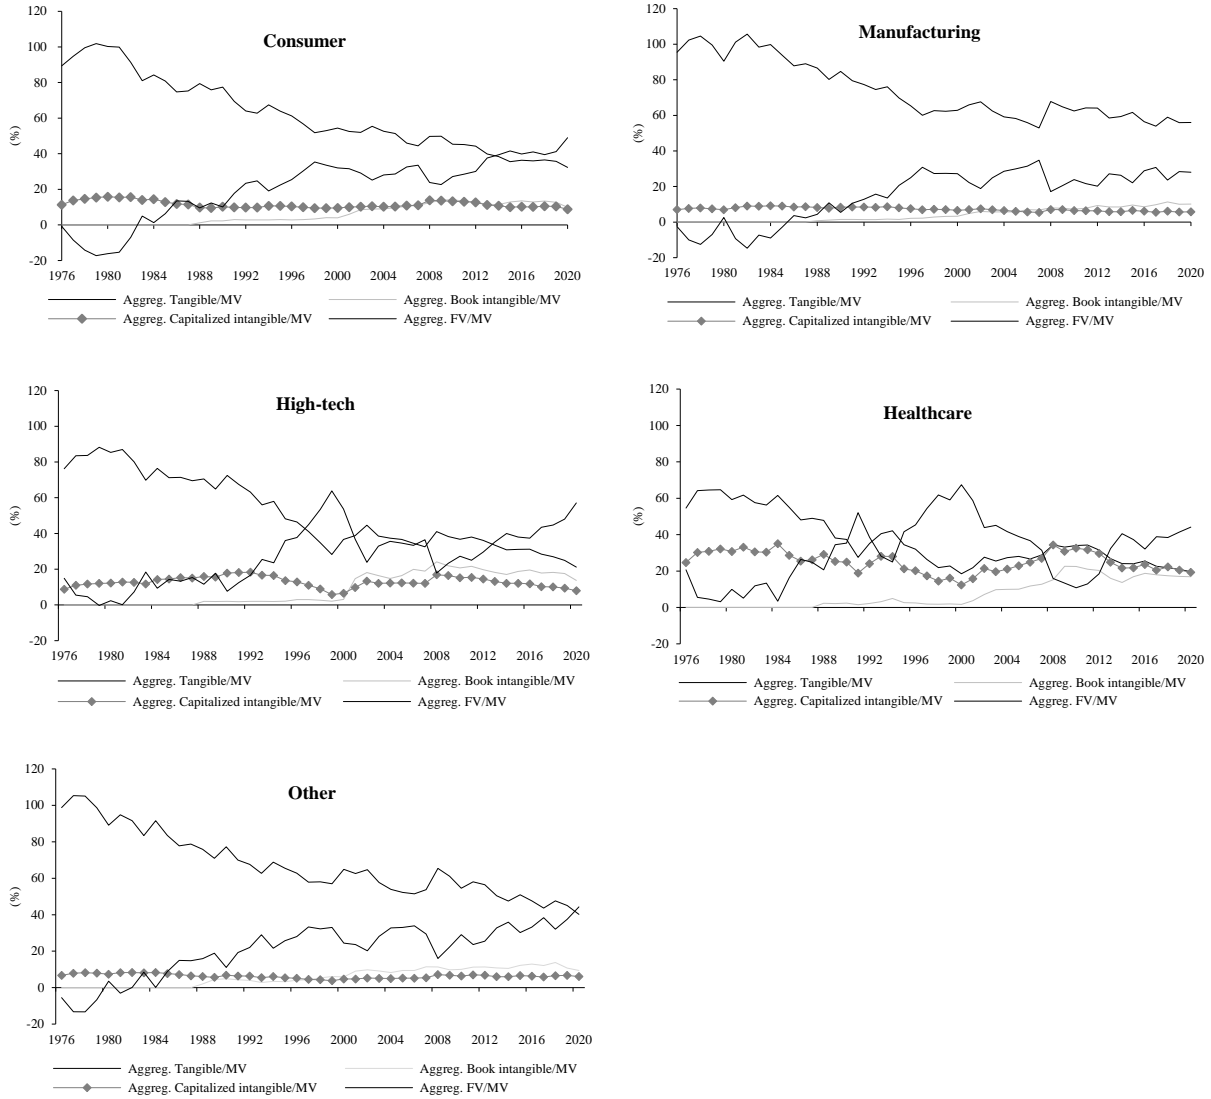 Consumer
(%)
120
100
80
60
40
20
0
-20
1976 1980 1984 1988 1992 1996 2000 2004 2008 2012 2016 2020
Aggreg. Tangible/MV Aggreg. Book intangible/MV
Aggreg. Capitalized intangible/MV Aggreg. FV/MV
Manufacturing
(%)
120
100
80
60
40
20
0
-20
1976 1980 1984 1988 1992 1996 2000 2004 2008 2012 2016 2020
Aggreg. Tangible/MV Aggreg. Book intangible/MV
Aggreg. Capitalized intangible/MV Aggreg. FV/MV
High-tech
(%)
120
100
80
60
40
20
0
-20
1976 1980 1984 1988 1992 1996 2000 2004 2008 2012 2016 2020
Aggreg. Tangible/MV Aggreg. Book intangible/MV
Aggreg. Capitalized intangible/MV Aggreg. FV/MV
Healthcare
(%)
120
100
80
60
40
20
0
-20
1976 1980 1984 1988 1992 1996 2000 2004 2008 2012 2016 2020
Aggreg. Tangible/MV Aggreg. Book intangible/MV
Aggreg. Capitalized intangible/MV Aggreg. FV/MV
Other
(%)
120
100
80
60
40
20
0
-20
1976 1980 1984 1988 1992 1996 2000 2004 2008 2012 2016 2020
Aggreg. Tangible/MV Aggreg. Book intangible/MV
Aggreg. Capitalized intangible/MV Aggreg. FV/MV